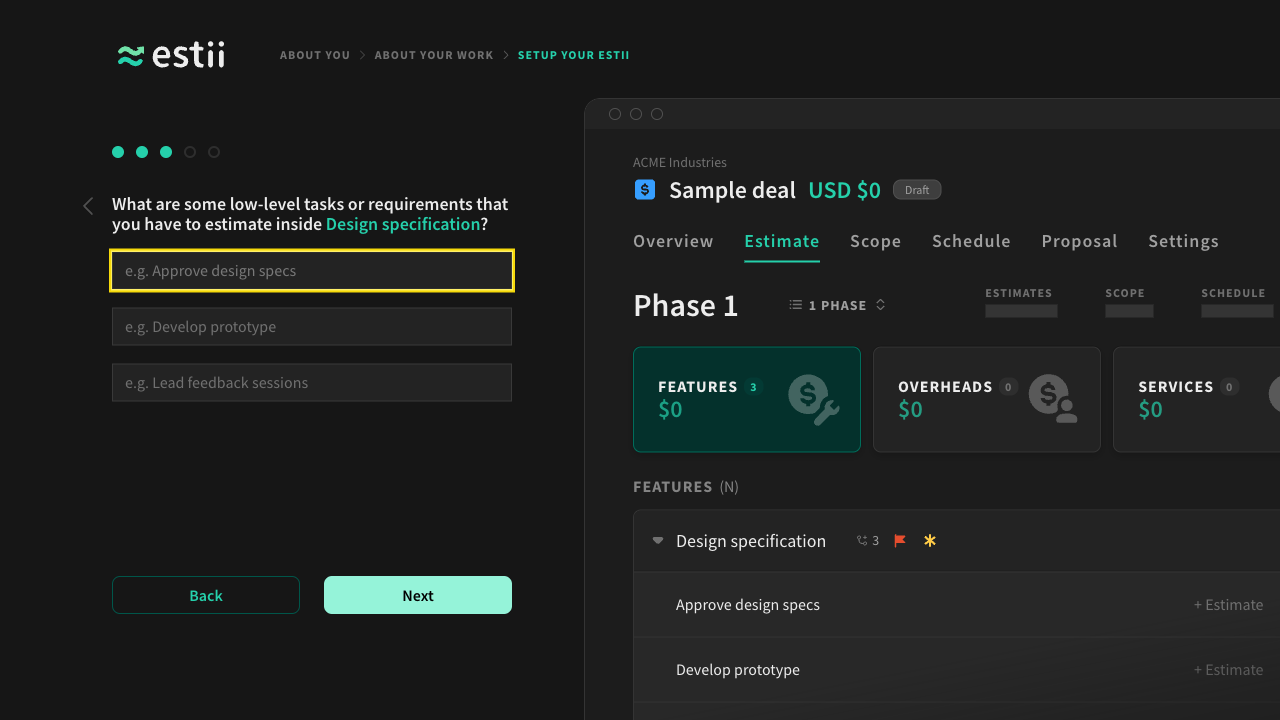 estii
ABOUT YOU
ABOUT YOUR WORK
SETUP YOUR ESTII
What are some low-level tasks or requirements that
you have to estimate inside Design specification?
e.g. Approve design specs
e.g. Develop prototype
e.g. Lead feedback sessions
Back
Next
ACME Industries
$ Sample deal USD $0 Draft
Overview Estimate Scope Schedule Proposal Settings
Phase 1
1 PHASE
ESTIMATES SCOPE SCHEDULE
FEATURES 3
$0
$
OVERHEADS 0
$0
$
SERVICES 0
$0
FEATURES (N)
Design specification 3
Approve design specs + Estimate
Develop prototype + Estimate